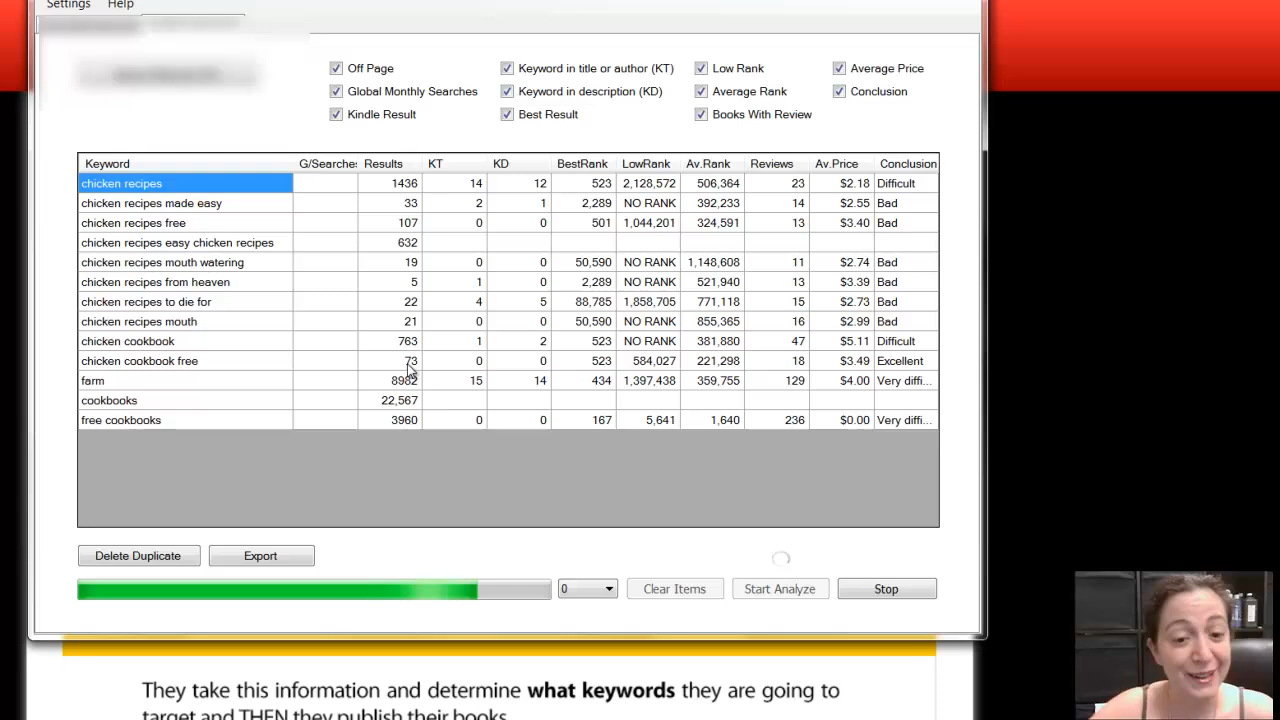 Settings Help
Off Page Keyword in title or author (KT) Low Rank Average Price
Global Monthly Searches Keyword in description (KD) Average Rank Conclusion
Kindle Result Best Result Books With Review
Keyword G/Searches Results KT KD BestRank LowRank Av.Rank Reviews Av.Price Conclusion
chicken recipes 1436 14 12 523 2,128,572 506,364 23 $2.18 Difficult
chicken recipes made easy 33 2 1 2,289 NO RANK 392,233 14 $2.55 Bad
chicken recipes free 107 0 0 501 1,044,201 324,591 13 $3.40 Bad
chicken recipes easy chicken recipes 632
chicken recipes mouth watering 19 0 0 50,590 NO RANK 1,148,608 11 $2.74 Bad
chicken recipes from heaven 5 1 0 2,289 NO RANK 521,940 13 $3.39 Bad
chicken recipes to die for 22 4 5 88,785 1,858,705 771,118 15 $2.73 Bad
chicken recipes mouth 21 0 0 50,590 NO RANK 855,365 16 $2.99 Bad
chicken cookbook 763 1 2 523 NO RANK 381,880 47 $5.11 Difficult
chicken cookbook free 73 0 0 523 584,027 221,298 18 $3.49 Excellent
farm 8982 15 14 434 1,397,438 359,755 129 $4.00 Very diffi...
cookbooks 22,567
free cookbooks 3960 0 0 167 5,641 1,640 236 $0.00 Very diffi...
Delete Duplicate Export
0 Clear Items Start Analyze Stop
They take this information and determine what keywords they are going to
target and THEN they publish their books